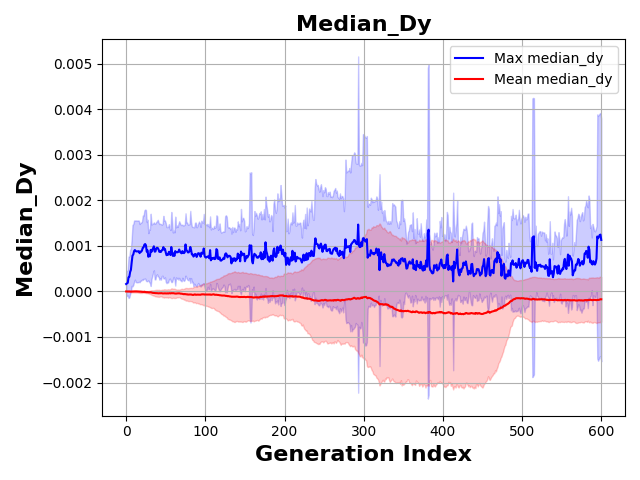 Median_Dy
Max median_dy
Mean median_dy
Median_Dy
0.005
0.004
0.003
0.002
0.001
0.000
−0.001
−0.002
0 100 200 300 400 500 600
Generation Index